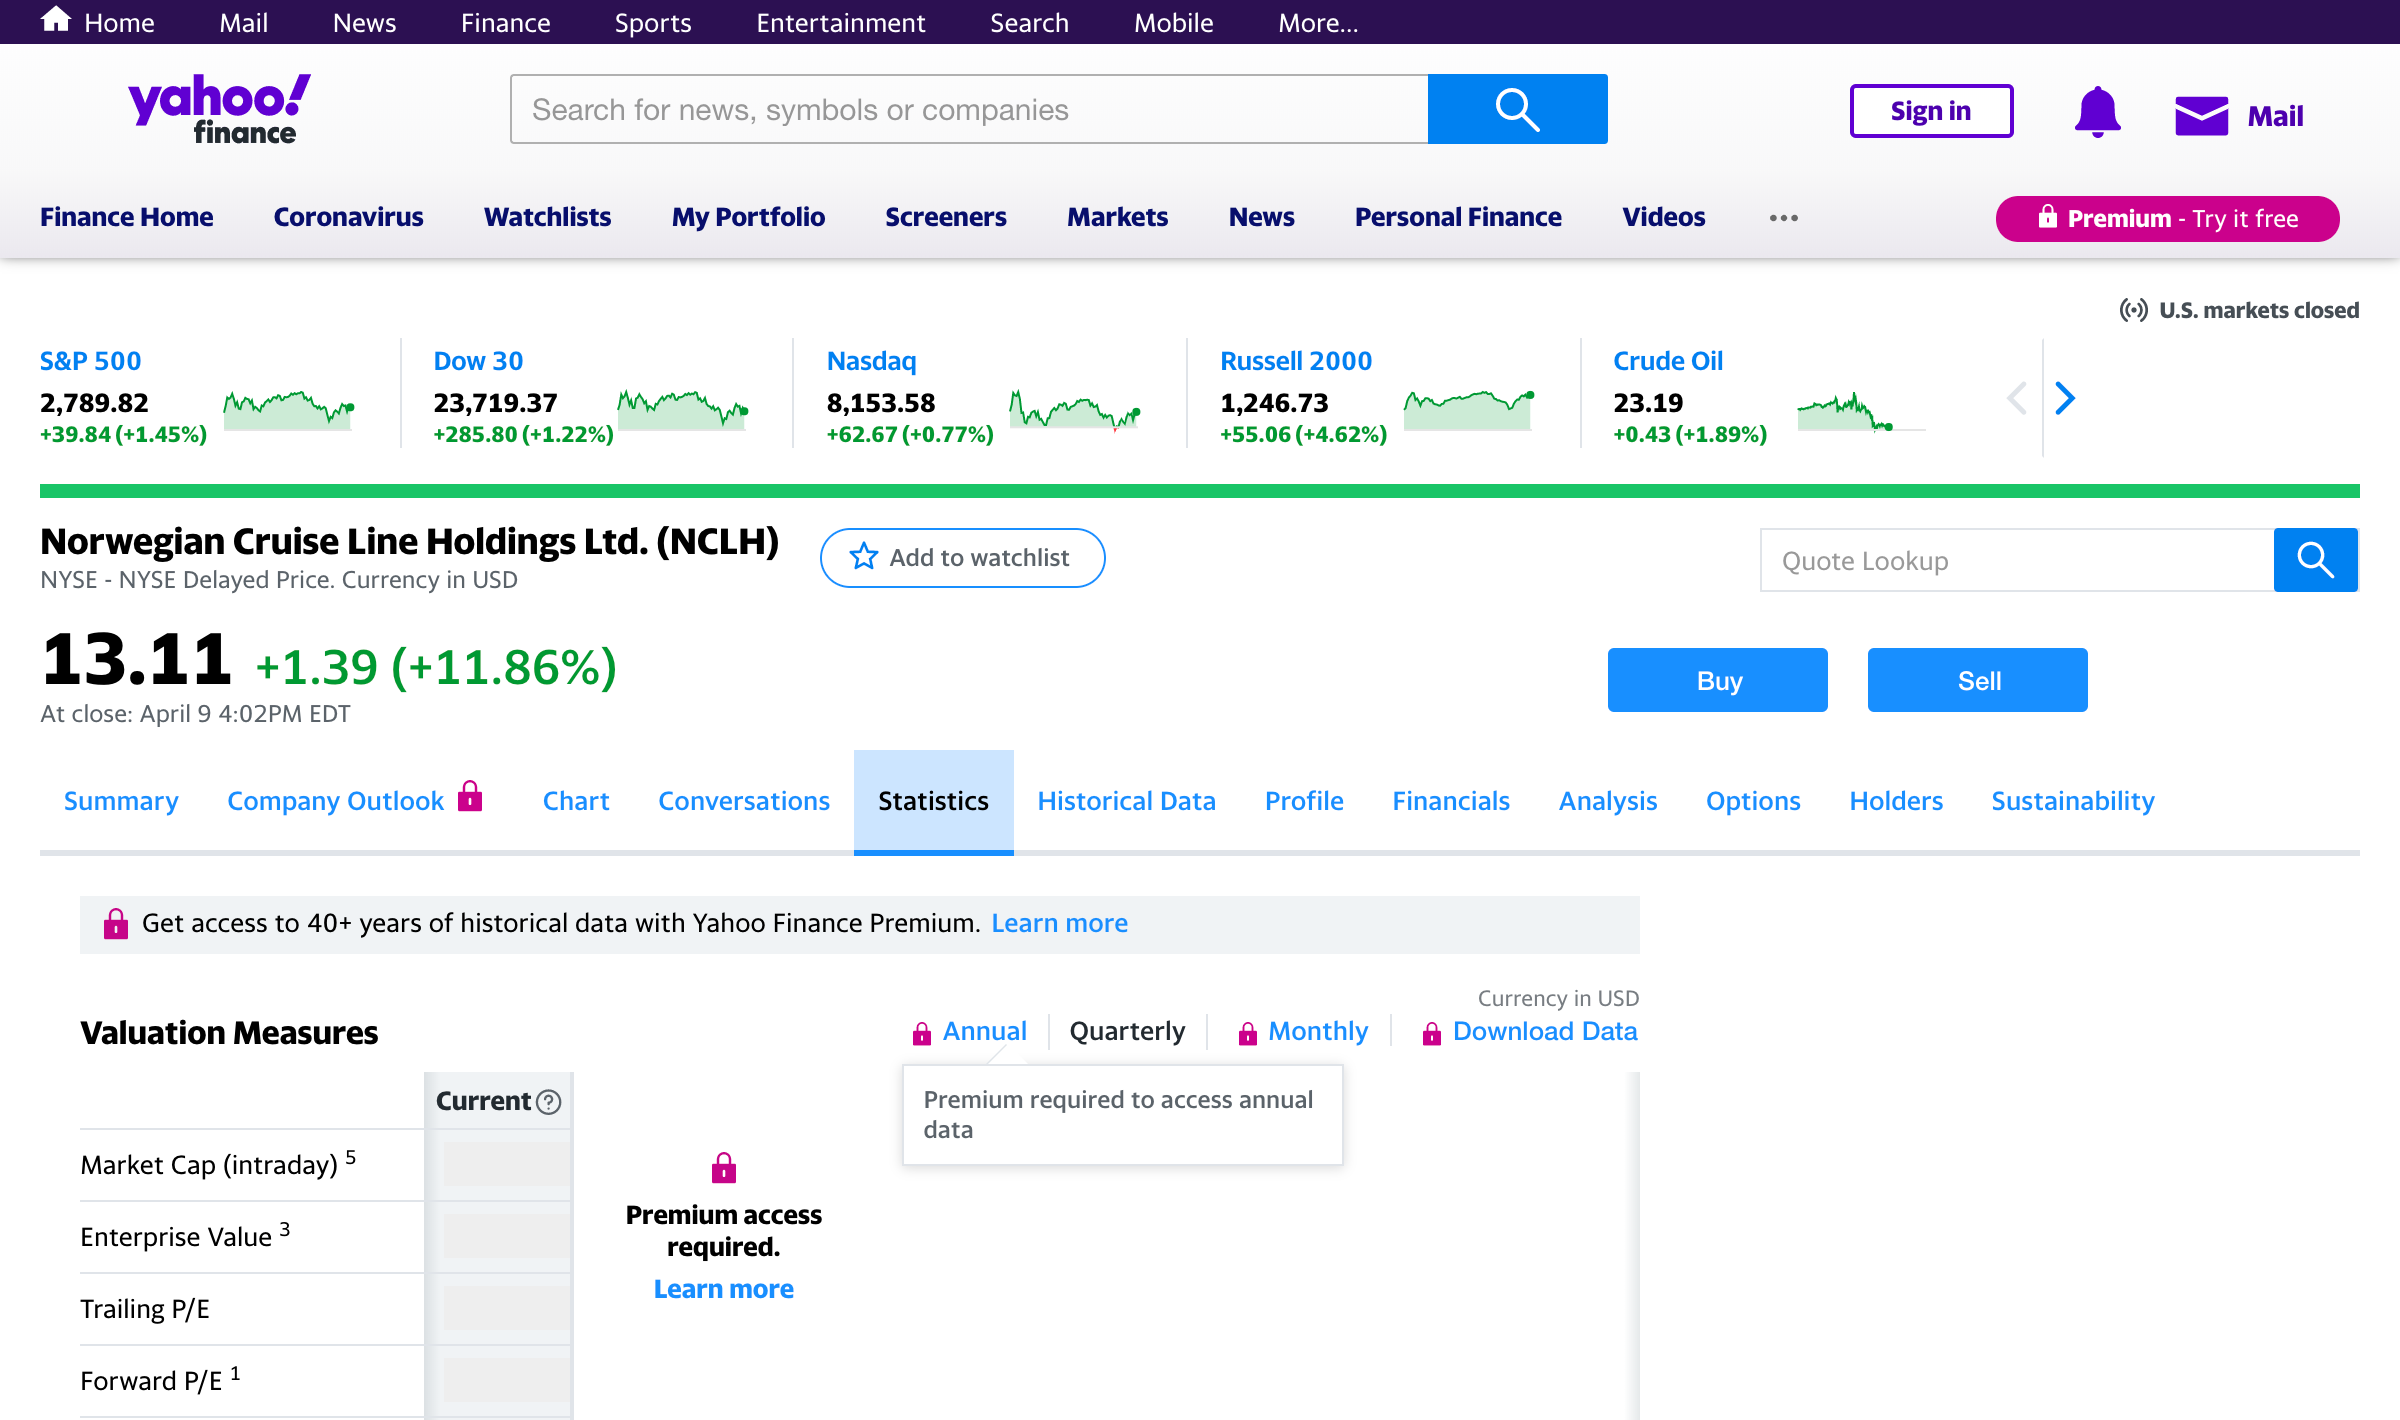 Home Mail News Finance Sports Entertainment Search Mobile More...
yahoo!
finance
Search for news, symbols or companies
Sign in
Mail
Finance Home Coronavirus Watchlists My Portfolio Screeners Markets News Personal Finance Videos
Premium - Try it free
U.S. markets closed
S&P 500
2,789.82
+39.84 (+1.45%)
Dow 30
23,719.37
+285.80 (+1.22%)
Nasdaq
8,153.58
+62.67 (+0.77%)
Russell 2000
1,246.73
+55.06 (+4.62%)
Crude Oil
23.19
+0.43 (+1.89%)
Norwegian Cruise Line Holdings Ltd. (NCLH)
NYSE - NYSE Delayed Price. Currency in USD
Add to watchlist
Quote Lookup
13.11 +1.39 (+11.86%)
At close: April 9 4:02PM EDT
Buy
Sell
Summary Company Outlook Chart Conversations Statistics Historical Data Profile Financials Analysis Options Holders Sustainability
Get access to 40+ years of historical data with Yahoo Finance Premium. Learn more
Currency in USD
Valuation Measures
Annual Quarterly Monthly Download Data
Premium required to access annual
data
Current ?
Market Cap (intraday) 5
Enterprise Value 3
Trailing P/E
Forward P/E 1
Premium access
required.
Learn more